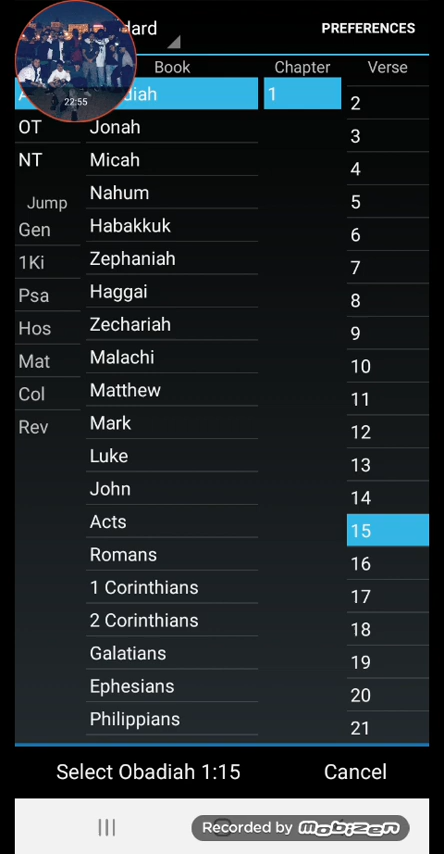 dard
PREFERENCES
Book
Chapter
Verse
22:55
A
diah
1
2
OT
Jonah
3
NT
Micah
4
Jump
Nahum
5
Gen
Habakkuk
6
1Ki
Zephaniah
7
Psa
Haggai
8
Hos
Zechariah
9
Mat
Malachi
10
Col
Matthew
11
Rev
Mark
12
Luke
13
John
14
Acts
15
Romans
16
1 Corinthians
17
2 Corinthians
18
Galatians
19
Ephesians
20
Philippians
21
Select Obadiah 1:15
Cancel
Recorded by Mobizen